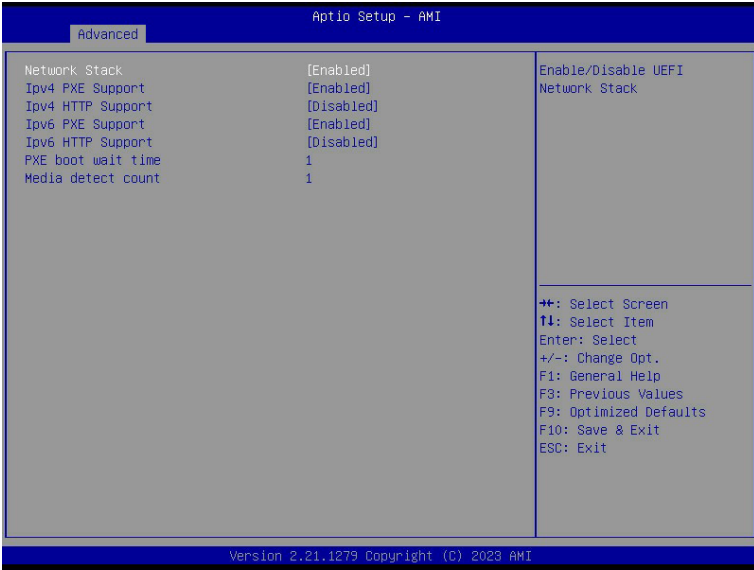 Aptio Setup – AMI
Advanced
Network Stack [Enabled]
Ipv4 PXE Support [Enabled]
Ipv4 HTTP Support [Disabled]
Ipv6 PXE Support [Enabled]
Ipv6 HTTP Support [Disabled]
PXE boot wait time 1
Media detect count 1
Enable/Disable UEFI
Network Stack
→←: Select Screen
↑↓: Select Item
Enter: Select
+/-: Change Opt.
F1: General Help
F3: Previous Values
F9: Optimized Defaults
F10: Save & Exit
ESC: Exit
Version 2.21.1279 Copyright (C) 2023 AMI